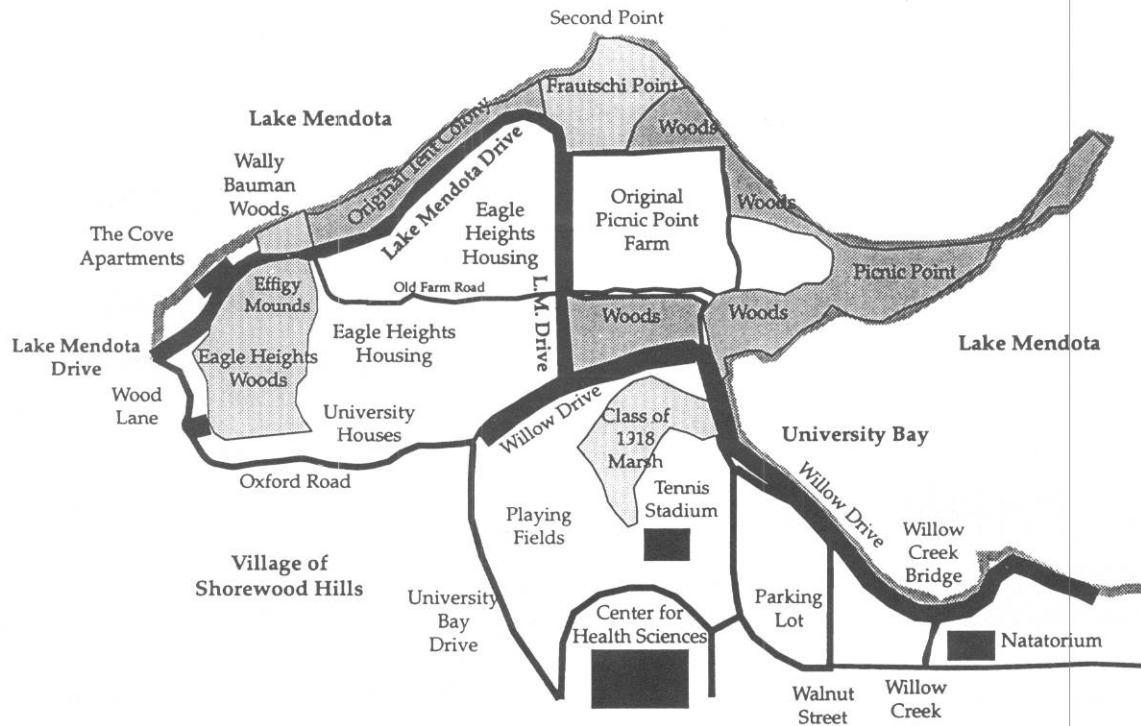 Second Point
Frautschi Point
Lake Mendota
Original Tent Colony
Woods
Wally
Bauman
Woods
Lake Mendota Drive
Woods
Original
Picnic Point
Farm
Eagle
Heights
Housing
The Cove
Apartments
Picnic Point
Effigy
Mounds
Old Farm Road
L.M. Drive
Woods
Woods
Lake Mendota
Drive
Eagle Heights
Housing
Lake Mendota
Eagle Heights
Woods
Wood
Lane
University
Houses
Willow Drive
Class of
1918
Marsh
University Bay
Oxford Road
Tennis
Stadium
Playing
Fields
Willow Drive
Willow
Creek
Bridge
Village of
Shorewood Hills
University
Bay
Drive
Center for
Health Sciences
Parking
Lot
Natatorium
Walnut
Street
Willow
Creek